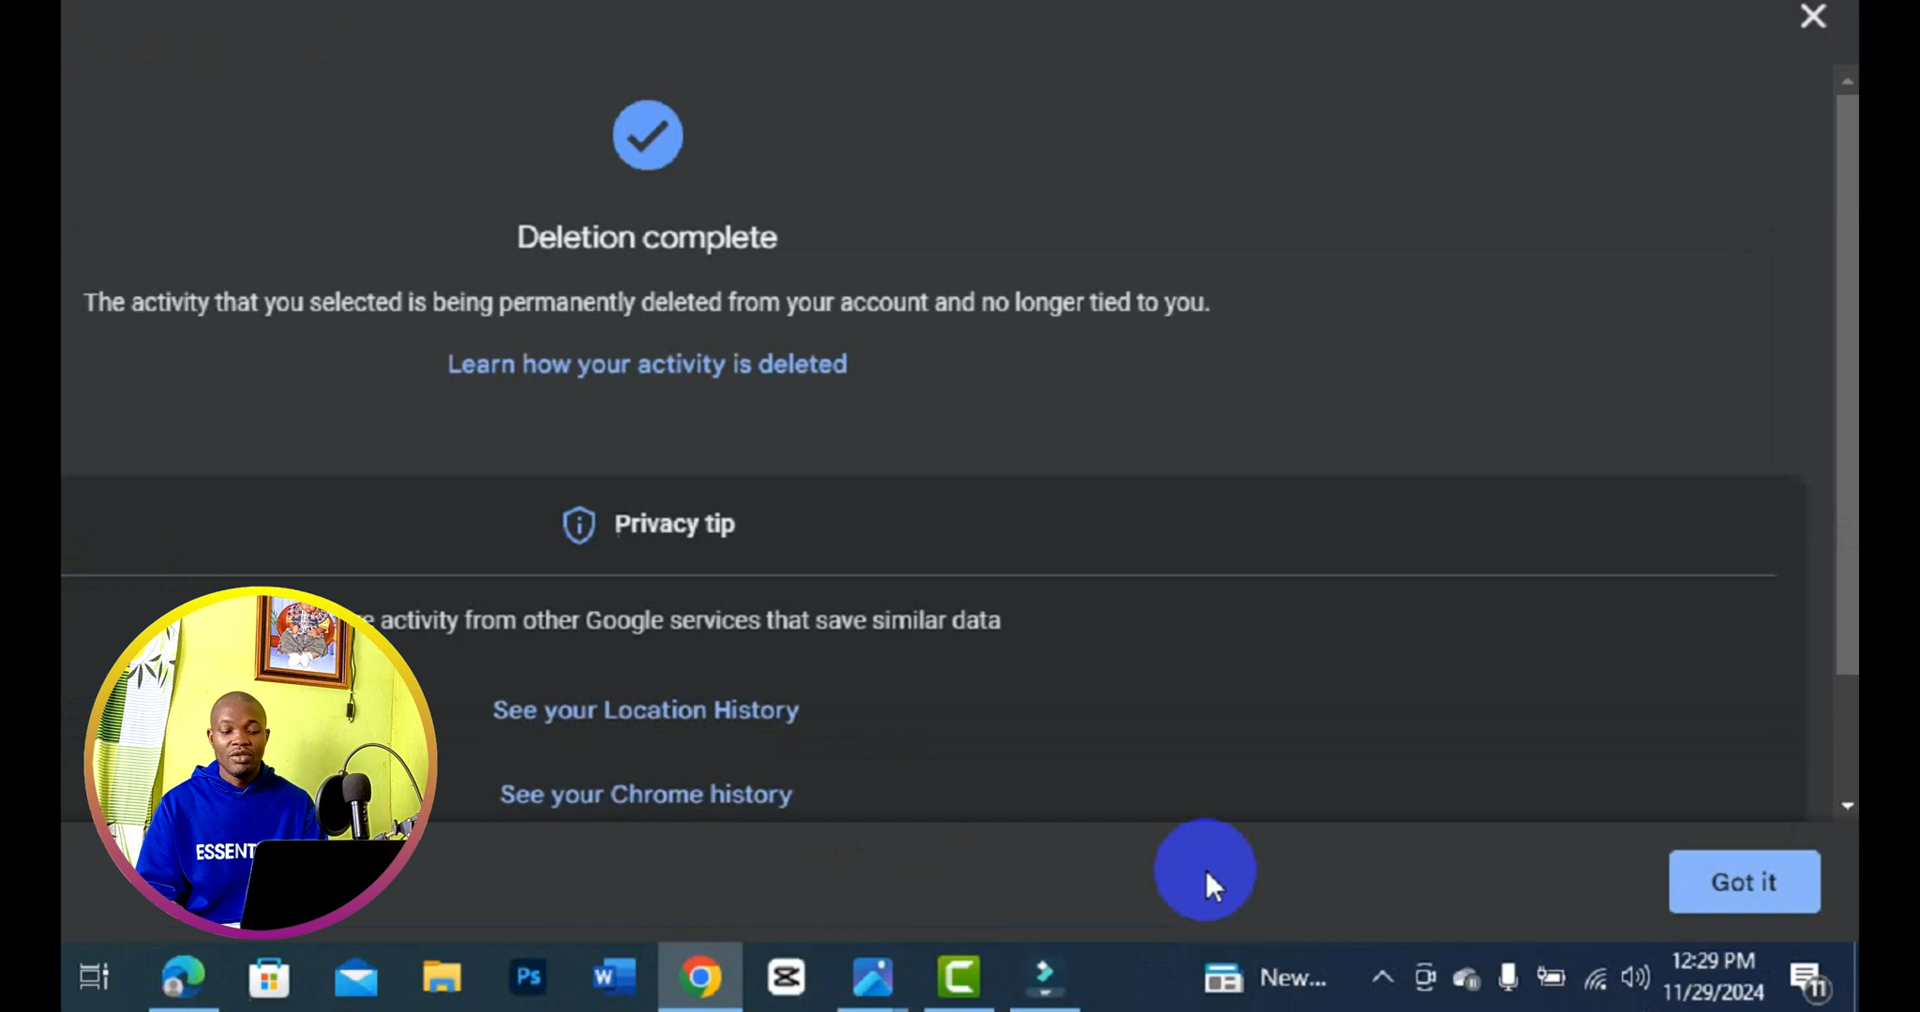 Deletion complete
The activity that you selected is being permanently deleted from your account and no longer tied to you.
Learn how your activity is deleted
Privacy tip
activity from other Google services that save similar data
See your Location History
See your Chrome history
Got it
ESSENT
Ps
W
New...
12:29 PM
11/29/2024
11